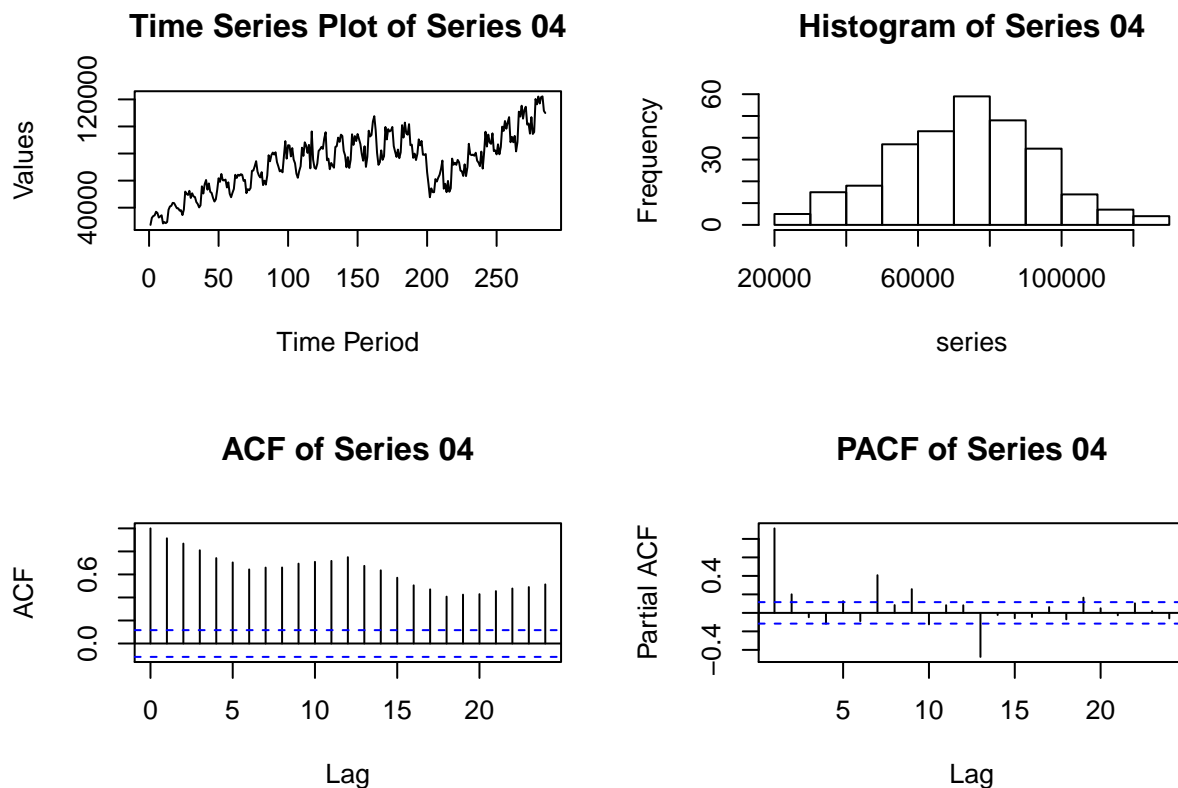 Time Series Plot of Series 04
Values
40000
120000
0 50 100 150 200 250
Time Period
Histogram of Series 04
Frequency
0 30 60
20000 60000 100000
series
ACF of Series 04
ACF
0.0 0.6
0 5 10 15 20
Lag
PACF of Series 04
Partial ACF
−0.4 0.4
5 10 15 20
Lag